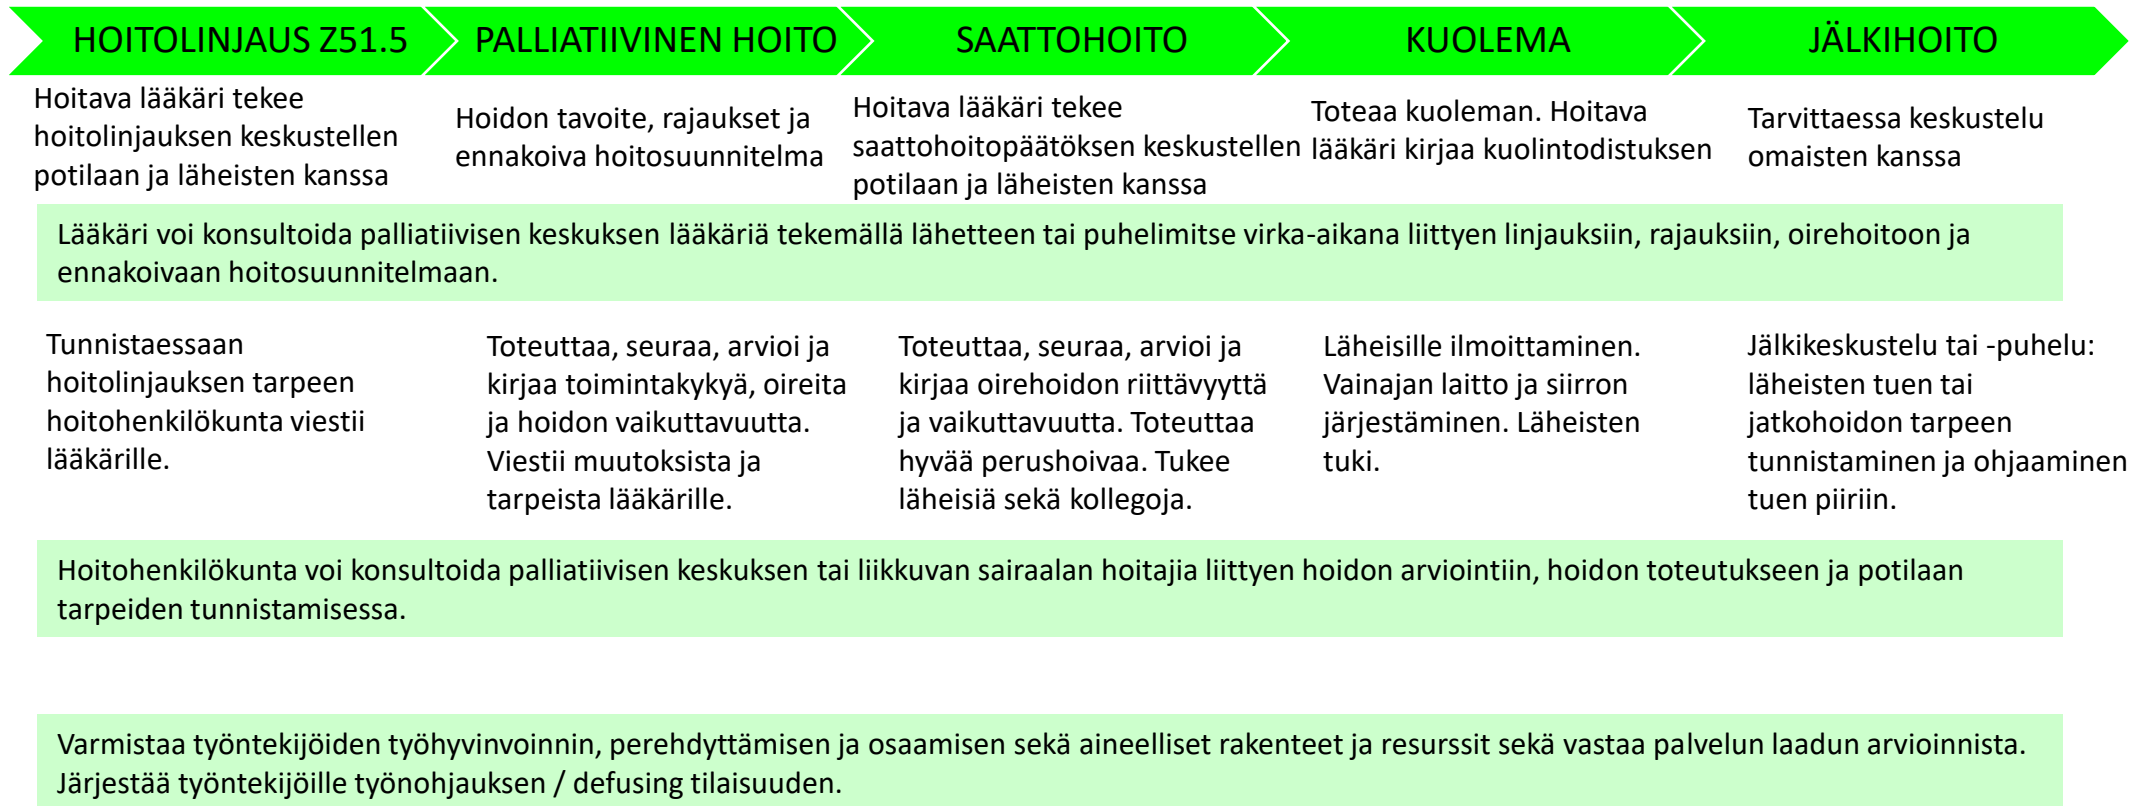 HOITOLINJAUS Z51.5
PALLIATIIVINEN HOITO
SAATTOHOITO
KUOLEMA
JÄLKIHOITO
Hoitava lääkäri tekee
hoitolinjauksen keskustellen
potilaan ja läheisten kanssa
Hoidon tavoite, rajaukset ja
ennakoiva hoitosuunnitelma
Hoitava lääkäri tekee
saattohoitopäätöksen keskustellen
potilaan ja läheisten kanssa
Toteaa kuoleman. Hoitava
lääkäri kirjaa kuolintodistuksen
Tarvittaessa keskustelu
omaisten kanssa
Lääkäri voi konsultoida palliatiivisen keskuksen lääkäriä tekemällä lähetteen tai puhelimitse virka-aikana liittyen linjauksiin, rajauksiin, oirehoitoon ja
ennakoivaan hoitosuunnitelmaan.
Tunnistaessaan
hoitolinjauksen tarpeen
hoitohenkilökunta viestii
lääkärille.
Toteuttaa, seuraa, arvioi ja
kirjaa toimintakykyä, oireita
ja hoidon vaikuttavuutta.
Viestii muutoksista ja
tarpeista lääkärille.
Toteuttaa, seuraa, arvioi ja
kirjaa oirehoidon riittävyyttä
ja vaikuttavuutta. Toteuttaa
hyvää perushoivaa. Tukee
läheisiä sekä kollegoja.
Läheisille ilmoittaminen.
Vainajan laitto ja siirron
järjestäminen. Läheisten
tuki.
Jälkikeskustelu tai -puhelu:
läheisten tuen tai
jatkohoidon tarpeen
tunnistaminen ja ohjaaminen
tuen piiriin.
Hoitohenkilökunta voi konsultoida palliatiivisen keskuksen tai liikkuvan sairaalan hoitajia liittyen hoidon arviointiin, hoidon toteutukseen ja potilaan
tarpeiden tunnistamisessa.
Varmistaa työntekijöiden työhyvinvoinnin, perehdyttämisen ja osaamisen sekä aineelliset rakenteet ja resurssit sekä vastaa palvelun laadun arvioinnista.
Järjestää työntekijöille työnohjauksen / defusing tilaisuuden.